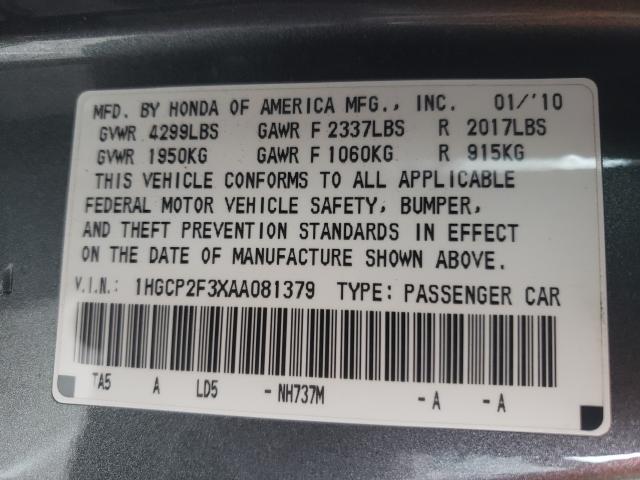 MFD. BY HONDA OF AMERICA MFG., INC. 01/'10
GVWR 4299LBS GAWR F 2337LBS R 2017LBS
GVWR 1950KG GAWR F 1060KG R 915KG
THIS VEHICLE CONFORMS TO ALL APPLICABLE
FEDERAL MOTOR VEHICLE SAFETY, BUMPER,
AND THEFT PREVENTION STANDARDS IN EFFECT
ON THE DATE OF MANUFACTURE SHOWN ABOVE.
V.I.N.: 1HGCP2F3XAA081379 TYPE: PASSENGER CAR
TA5 A LD5 - NH737M - A - A